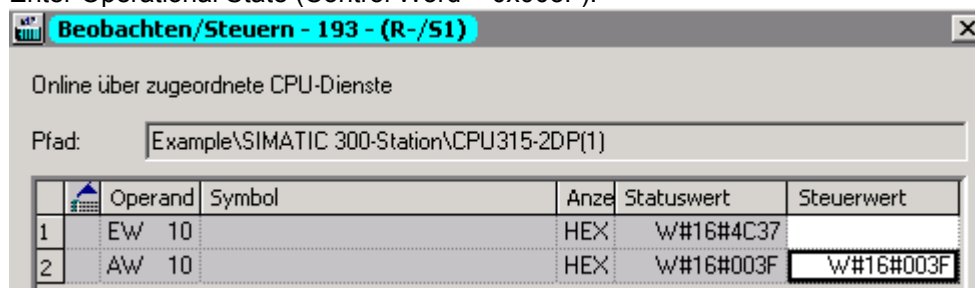 Enter Operational State (Control Word = 0x003F):
Beobachten/Steuern - 193 - (R-/S1)
Online über zugeordnete CPU-Dienste
Pfad: Example\SIMATIC 300-Station\CPU315-2DP(1)
Operand Symbol Anze Statuswert Steuerwert
1 EW 10 HEX W#16#4C37
2 AW 10 HEX W#16#003F W#16#003F